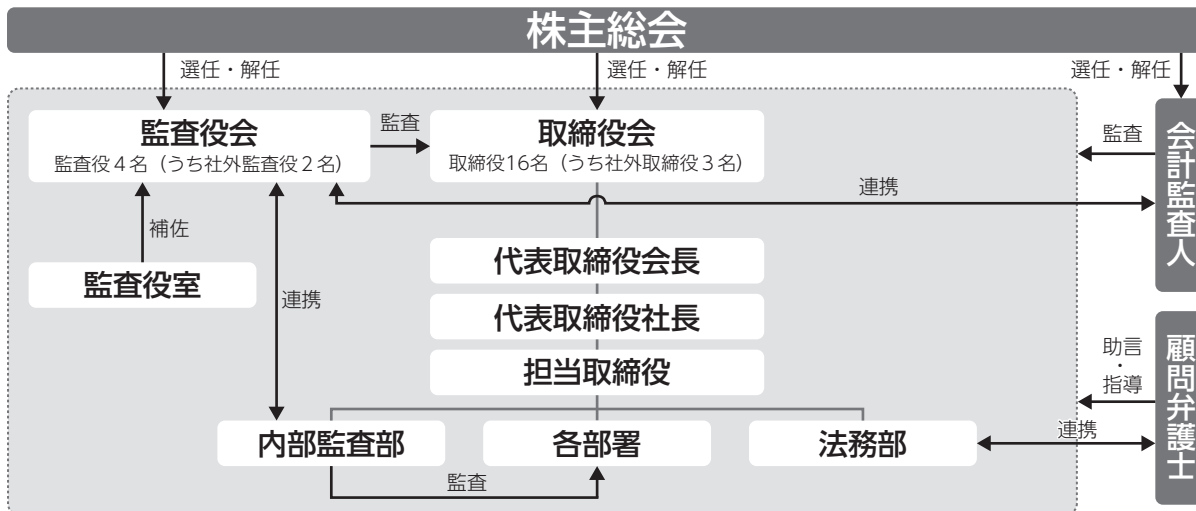 株主総会
選任・解任
選任・解任
選任・解任
監査役会
監査役4名（うち社外監査役2名）
監査
取締役会
取締役16名（うち社外取締役3名）
監査
会計監査人
連携
補佐
監査役室
連携
代表取締役会長
代表取締役社長
担当取締役
助言・指導
顧問弁護士
内部監査部
各部署
法務部
連携
監査